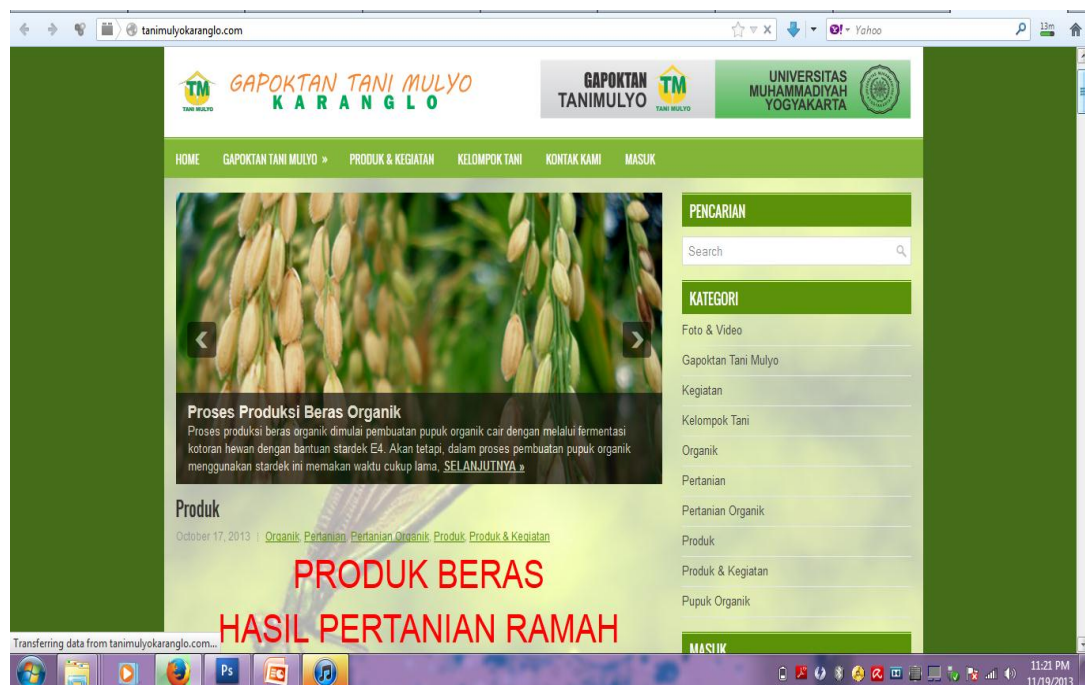 tanimulyokaranglo.com
Yahoo
13m
TM
TANI MULYO
GAPOKTAN TANI MULYO
KARANGLO
GAPOKTAN
TANIMULYO
TM
TANI MULYO
UNIVERSITAS
MUHAMMADIYAH
YOGYAKARTA
HOME GAPOKTAN TANI MULYO » PRODUK & KEGIATAN KELOMPOK TANI KONTAK KAMI MASUK
Proses Produksi Beras Organik
Proses produksi beras organik dimulai pembuatan pupuk organik cair dengan melalui fermentasi
kotoran hewan dengan bantuan stardek E4. Akan tetapi, dalam proses pembuatan pupuk organik
menggunakan stardek ini memakan waktu cukup lama, SELANJUTNYA »
Produk
October 17, 2013 | Organik, Pertanian, Pertanian Organik, Produk, Produk & Kegiatan
PRODUK BERAS
HASIL PERTANIAN RAMAH
PENCARIAN
Search
KATEGORI
Foto & Video
Gapoktan Tani Mulyo
Kegiatan
Kelompok Tani
Organik
Pertanian
Pertanian Organik
Produk
Produk & Kegiatan
Pupuk Organik
MASUK
Transferring data from tanimulyokaranglo.com...
Ps
11:21 PM
11/19/2013